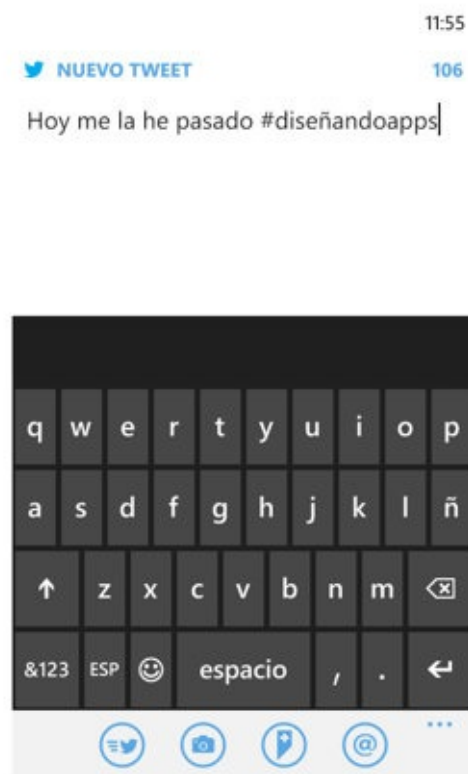 11:55
NUEVO TWEET 106
Hoy me la he pasado #diseñandoapps
q w e r t y u i o p
a s d f g h j k l ñ
z x c v b n m
&123 ESP espacio , .
@